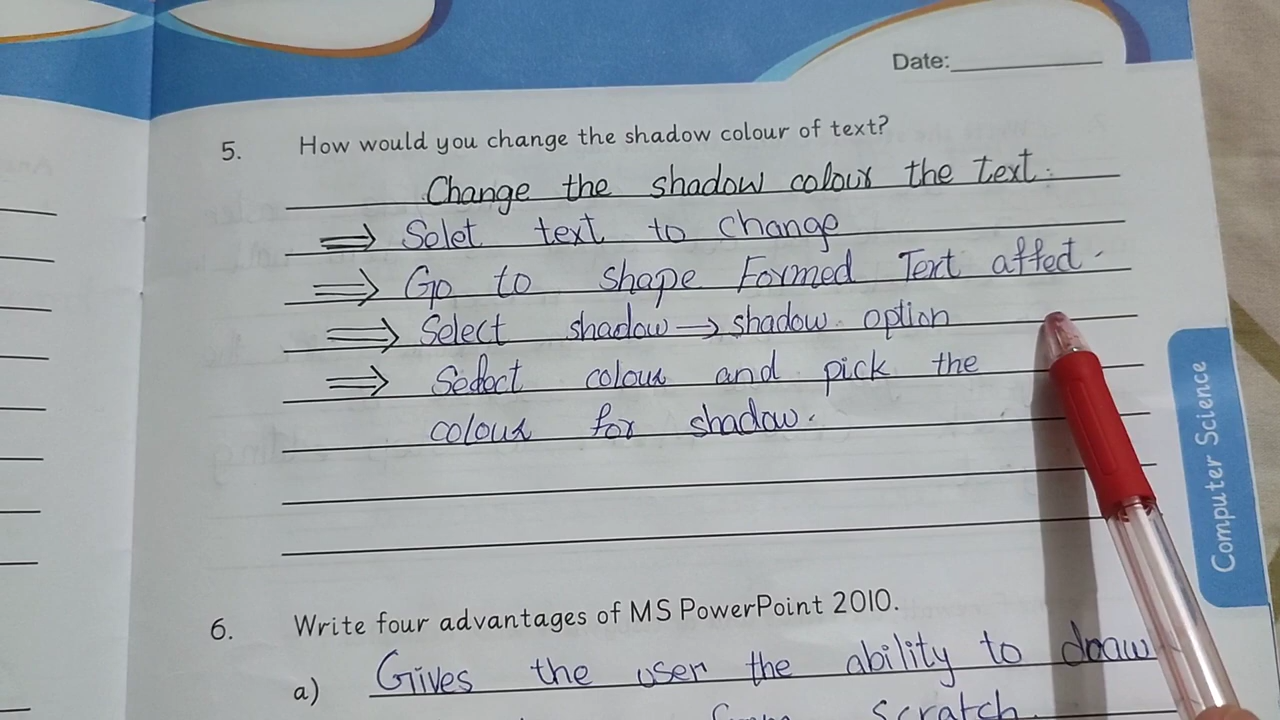 Date:
5. How would you change the shadow colour of text?
Change the shadow colour the text.
⇒ Solet text to change
⇒ Go to shape Formed Text affect.
⇒ Select shadow → shadow option
⇒ Sedect colour and pick the
colour for shadow.
Computer Science
6. Write four advantages of MS PowerPoint 2010.
a) Gives the user the ability to draw
scratch.